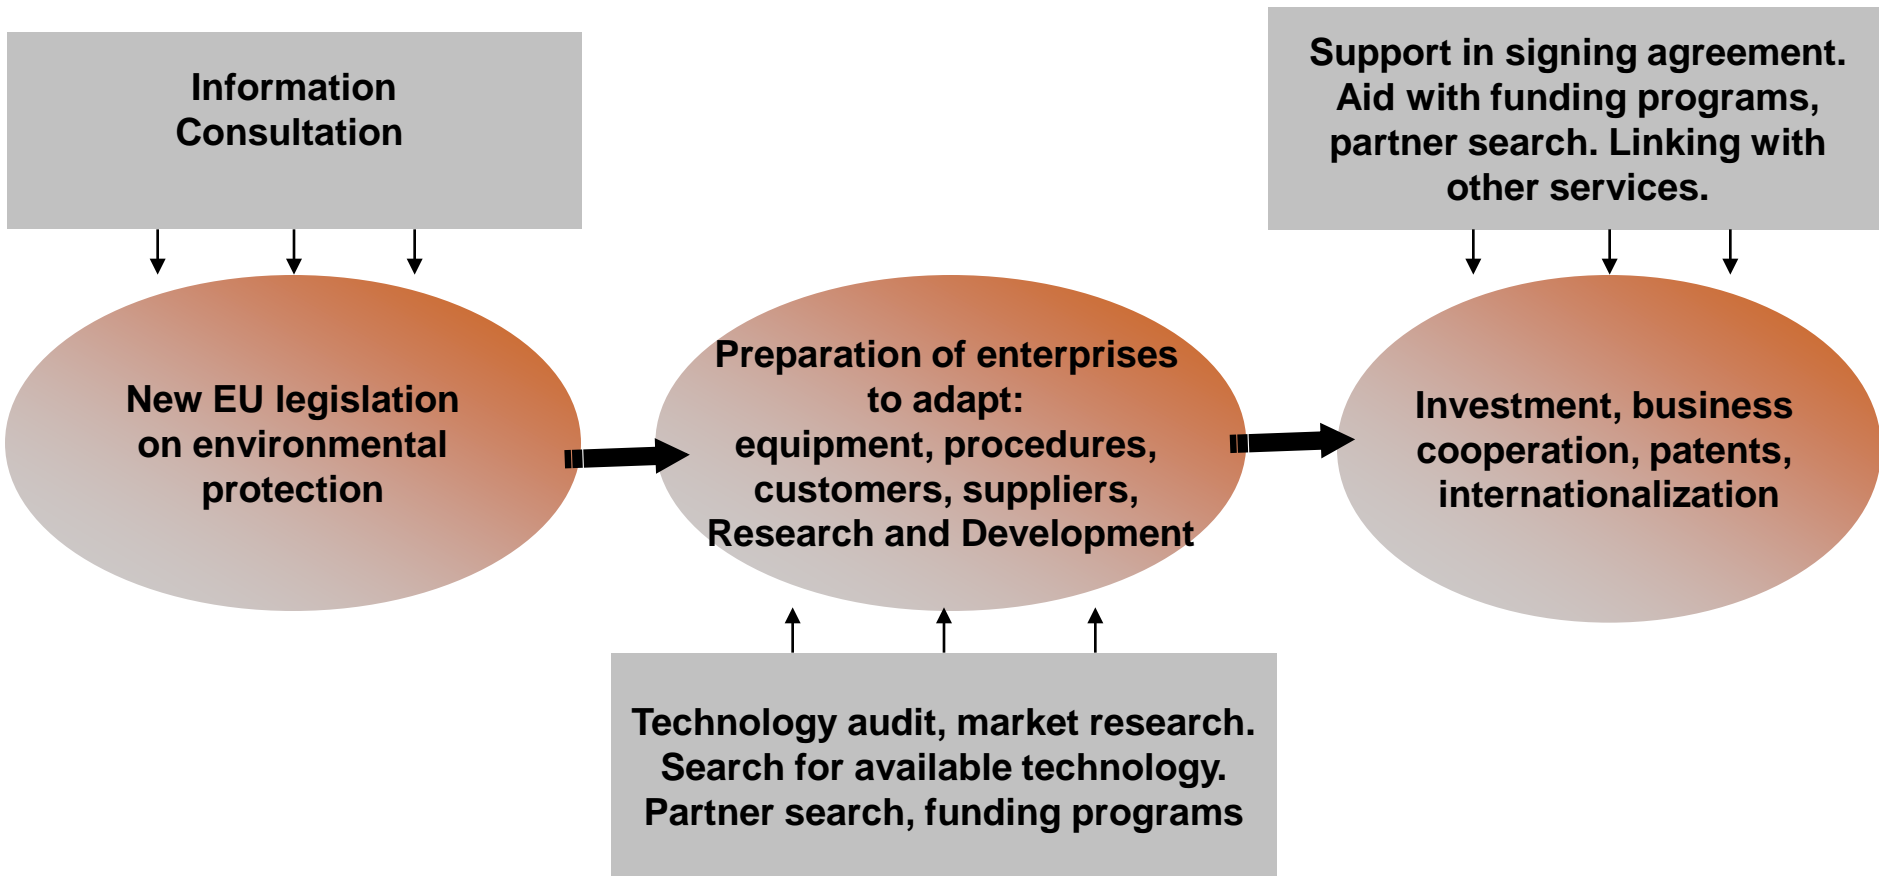 Information
Consultation
Support in signing agreement.
Aid with funding programs,
partner search. Linking with
other services.
New EU legislation
on environmental
protection
Preparation of enterprises
to adapt:
equipment, procedures,
customers, suppliers,
Research and Development
Investment, business
cooperation, patents,
internationalization
Technology audit, market research.
Search for available technology.
Partner search, funding programs